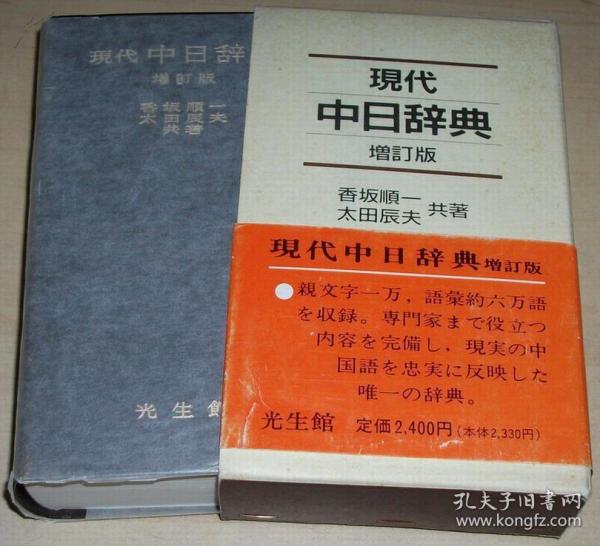 現代 中日辞
増訂版
香坂順一
太田辰夫
共著
光生館
現代
中日辞典
増訂版
香坂順一
太田辰夫
共著
現代中日辞典増訂版
●親文字一万，語彙約六万語
を収録。専門家まで役立つ
内容を完備し，現実の中
国語を忠実に反映した
唯一の辞典。
光生館 定価2,400円(本体2,330円)
孔夫子旧书网
www.kongfz.com